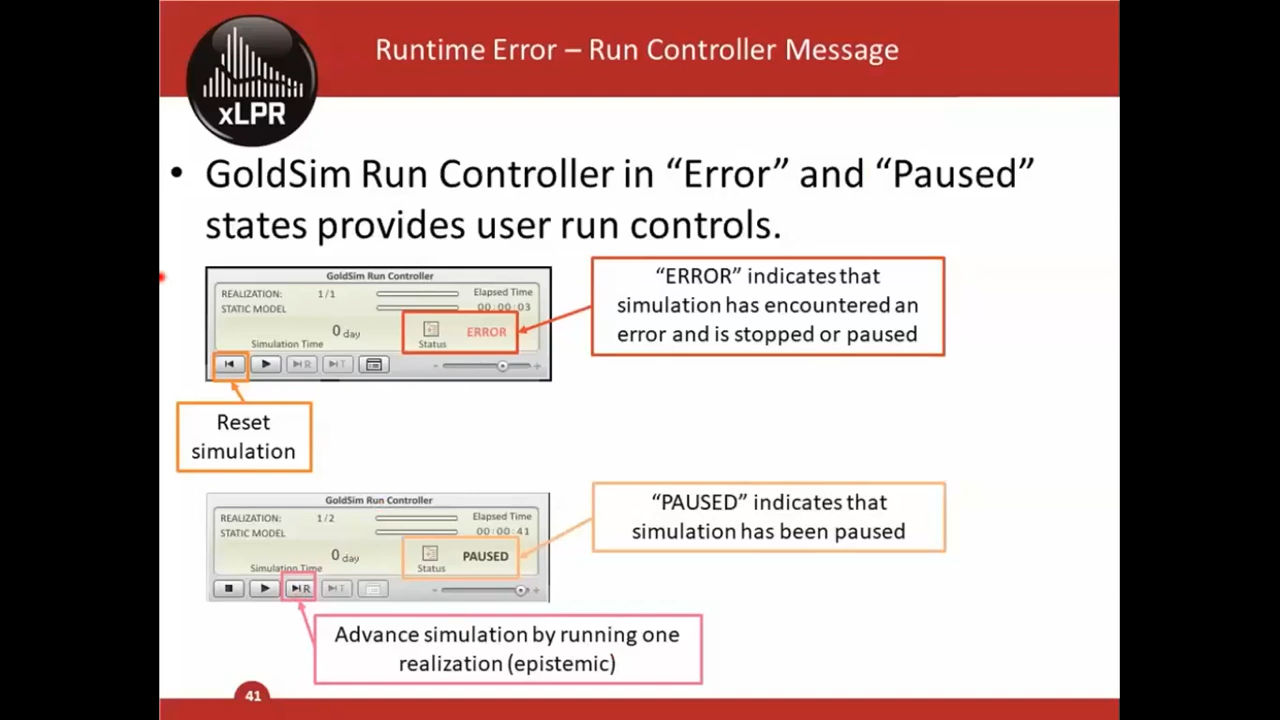 Runtime Error – Run Controller Message
xLPR
• GoldSim Run Controller in “Error” and “Paused”
states provides user run controls.
GoldSim Run Controller
REALIZATION: 1/1 Elapsed Time
STATIC MODEL 00:00:03
0 day ERROR
Simulation Time Status
R T
- +
“ERROR” indicates that
simulation has encountered an
error and is stopped or paused
Reset
simulation
GoldSim Run Controller
REALIZATION: 1/2 Elapsed Time
STATIC MODEL 00:00:41
0 day PAUSED
Simulation Time Status
R T
- +
“PAUSED” indicates that
simulation has been paused
Advance simulation by running one
realization (epistemic)
41